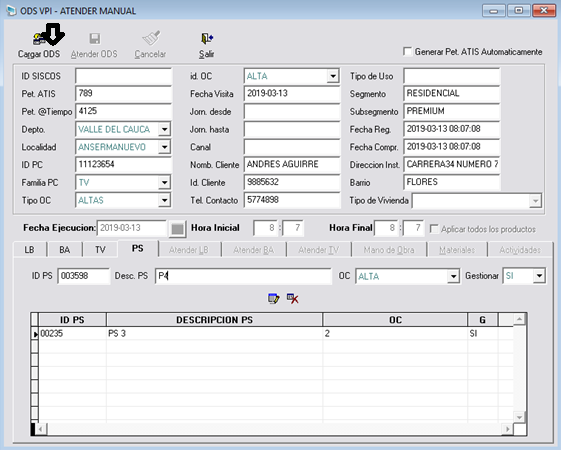 ODS VPI - ATENDER MANUAL
Cargar ODS Atender ODS Cancelar Salir Generar Pet. ATIS Automaticamente
ID SISCOS id. OC ALTA Tipo de Uso
Pet. ATIS 789 Fecha Visita 2019-03-13 Segmento RESIDENCIAL
Pet. @Tiempo 4125 Jorn. desde Subsegmento PREMIUM
Depto. VALLE DEL CAUCA Jorn. hasta Fecha Reg. 2019-03-13 08:07:08
Localidad ANSERMANUEVO Canal Fecha Compr. 2019-03-13 08:07:08
ID PC 11123654 Nomb. Cliente ANDRES AGUIRRE Direccion Inst. CARRERA34 NUMERO 7
Familia PC TV Id. Cliente 9885632 Barrio FLORES
Tipo OC ALTAS Tel. Contacto 5774898 Tipo de Vivienda
Fecha Ejecucion: 2019-03-13 Hora Inicial 8 : 7 Hora Final 8 : 7 Aplicar todos los productos
LB BA TV PS Atender LB Atender BA Atender TV Mano de Obra Materiales Actividades
ID PS 003598 Desc. PS P4 OC ALTA Gestionar SI
ID PS DESCRIPCION PS OC G
00235 PS 3 2 SI